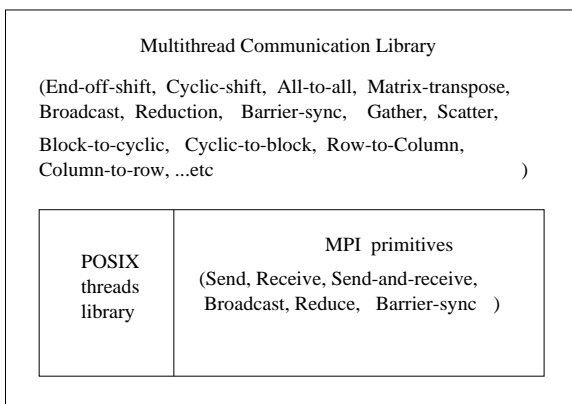 Multithread Communication Library
(End-off-shift, Cyclic-shift, All-to-all, Matrix-transpose,
Broadcast, Reduction, Barrier-sync, Gather, Scatter,
Block-to-cyclic, Cyclic-to-block, Row-to-Column,
Column-to-row, ...etc )
POSIX
threads
library
MPI primitives
(Send, Receive, Send-and-receive,
Broadcast, Reduce, Barrier-sync )